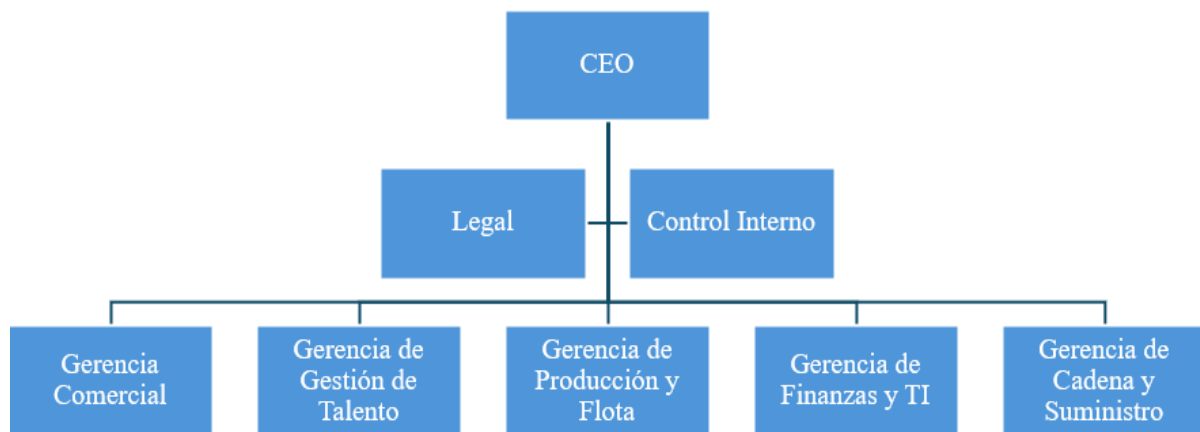 CEO
Legal
Control Interno
Gerencia
Comercial
Gerencia de
Gestión de
Talento
Gerencia de
Producción y
Flota
Gerencia de
Finanzas y TI
Gerencia de
Cadena y
Suministro